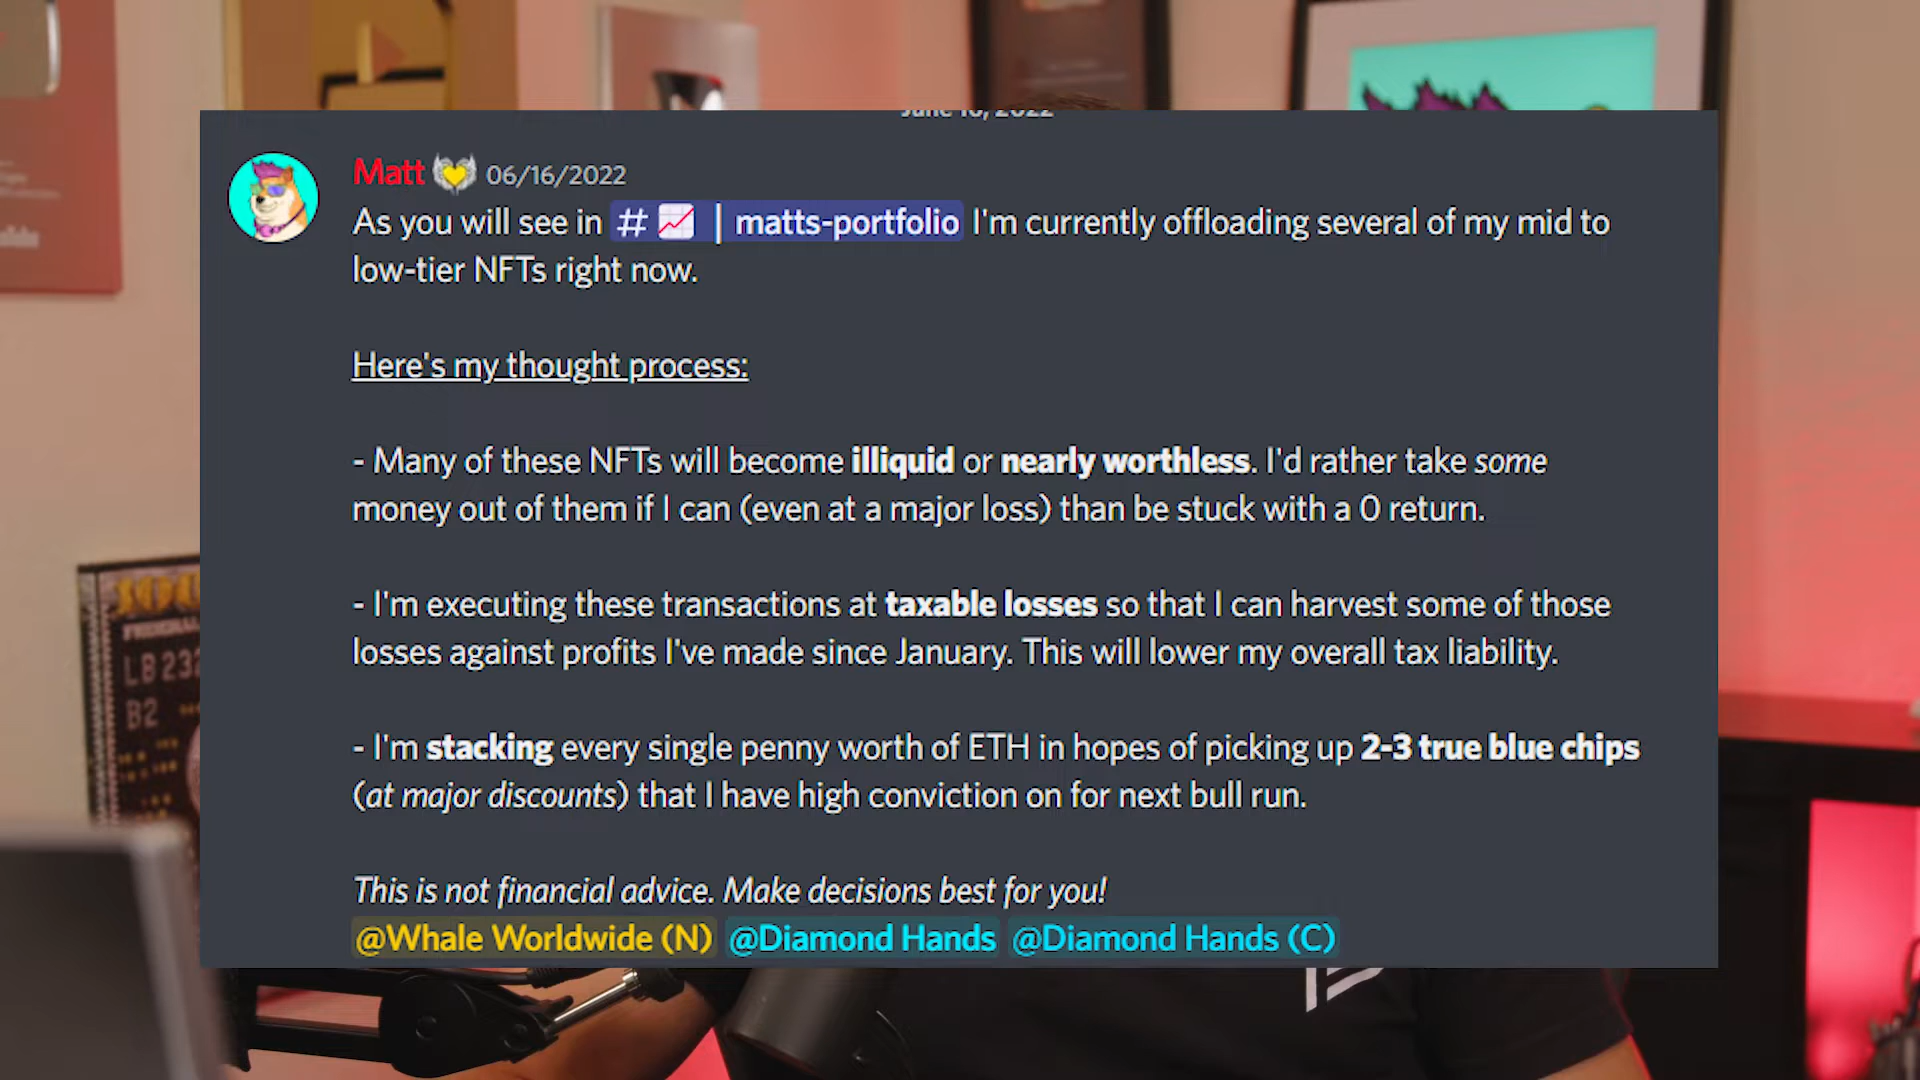 June 16, 2022
Matt 06/16/2022
As you will see in # 📈 | matts-portfolio I'm currently offloading several of my mid to
low-tier NFTs right now.
Here's my thought process:
- Many of these NFTs will become illiquid or nearly worthless. I'd rather take some
money out of them if I can (even at a major loss) than be stuck with a 0 return.
- I'm executing these transactions at taxable losses so that I can harvest some of those
losses against profits I've made since January. This will lower my overall tax liability.
- I'm stacking every single penny worth of ETH in hopes of picking up 2-3 true blue chips
(at major discounts) that I have high conviction on for next bull run.
This is not financial advice. Make decisions best for you!
@Whale Worldwide (N) @Diamond Hands @Diamond Hands (C)
LB 232
B2